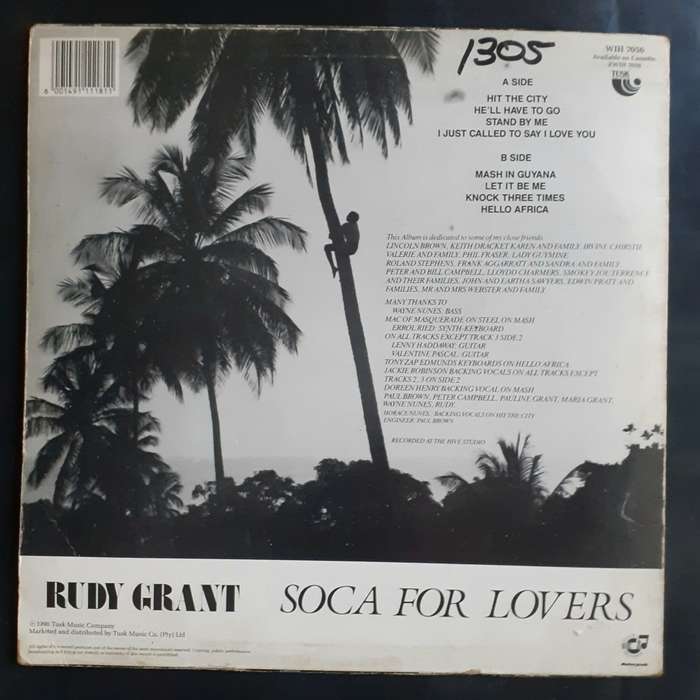 6 001491 111811
1305
WIH 7056
Available on Cassette
TUSK
A SIDE
HIT THE CITY
HE'LL HAVE TO GO
STAND BY ME
I JUST CALLED TO SAY I LOVE YOU
B SIDE
MASH IN GUYANA
LET IT BE ME
KNOCK THREE TIMES
HELLO AFRICA
This Album is dedicated to some of my close friends
LINCOLN BROWN, KEITH DRACKET, KAREN AND FAMILY, IRVINE CHRISTIE
VALERIE AND FAMILY, PHIL FRASER, LADY GUYMINE
ROLAND STEPHENS, FRANK AGGARRATT AND SANDRA AND FAMILY
PETER AND BILL CAMPBELL, LLOYDO CHARMERS, SMOKEY JOE TERRENCE
AND THEIR FAMILIES, JOHN AND EARTHA SAWYERS, EDWIN PRATT AND
FAMILIES, MR AND MRS WEBSTER AND FAMILY
MANY THANKS TO
WAYNE NUNES: BASS
MAC OF MASQUERADE ON STEEL ON MASH
ERROL RIED: SYNTH-KEYBOARD
ON ALL TRACKS EXCEPT TRACK 3 SIDE 2
LENNY HADDAWAY: GUITAR
VALENTINE PASCAL: GUITAR
TONY ZAP EDMUNDS KEYBOARDS ON HELLO AFRICA
JACKIE ROBINSON BACKING VOCALS ON ALL TRACKS EXCEPT
TRACKS 2, 3 ON SIDE 2
DOREEN HENRY BACKING VOCAL ON MASH
PAUL BROWN, PETER CAMPBELL, PAULINE GRANT, MARIA GRANT,
WAYNE NUNES, RUDY.
HORACE NUNES: BACKING VOCALS ON HIT THE CITY
ENGINEER: PAUL BROWN
RECORDED AT THE HIVE STUDIO
RUDY GRANT SOCA FOR LOVERS
Tusk Music Company
Marketed and distributed by Tusk Music Co. (Pty) Ltd